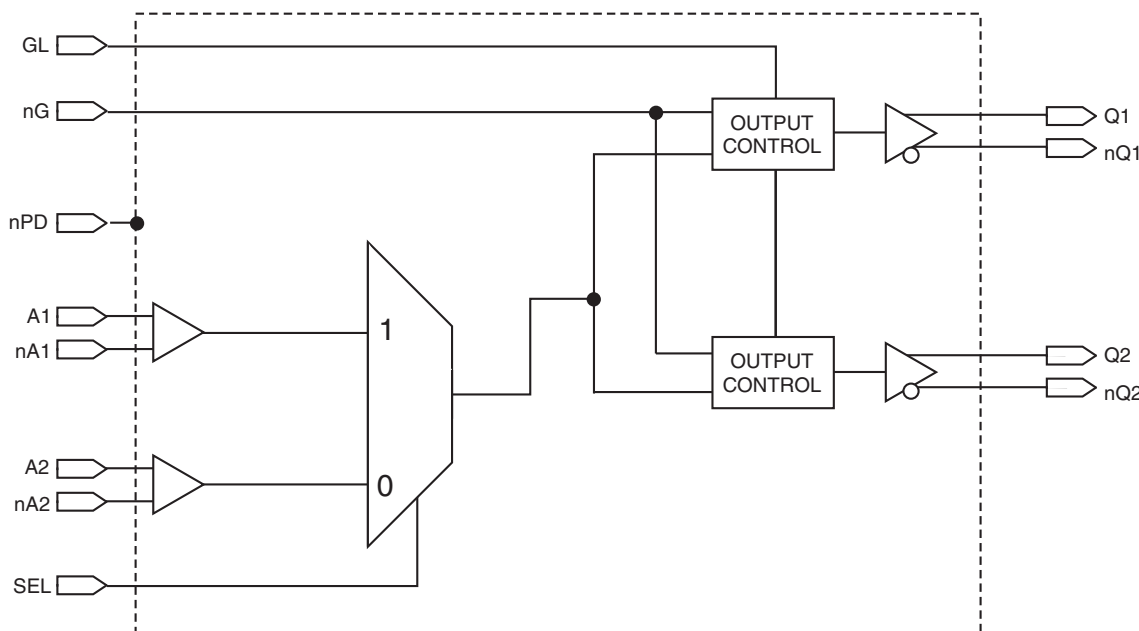 GL
nG
OUTPUT
CONTROL
Q1
nQ1
nPD
A1
nA1
1
OUTPUT
CONTROL
Q2
nQ2
A2
nA2
0
SEL